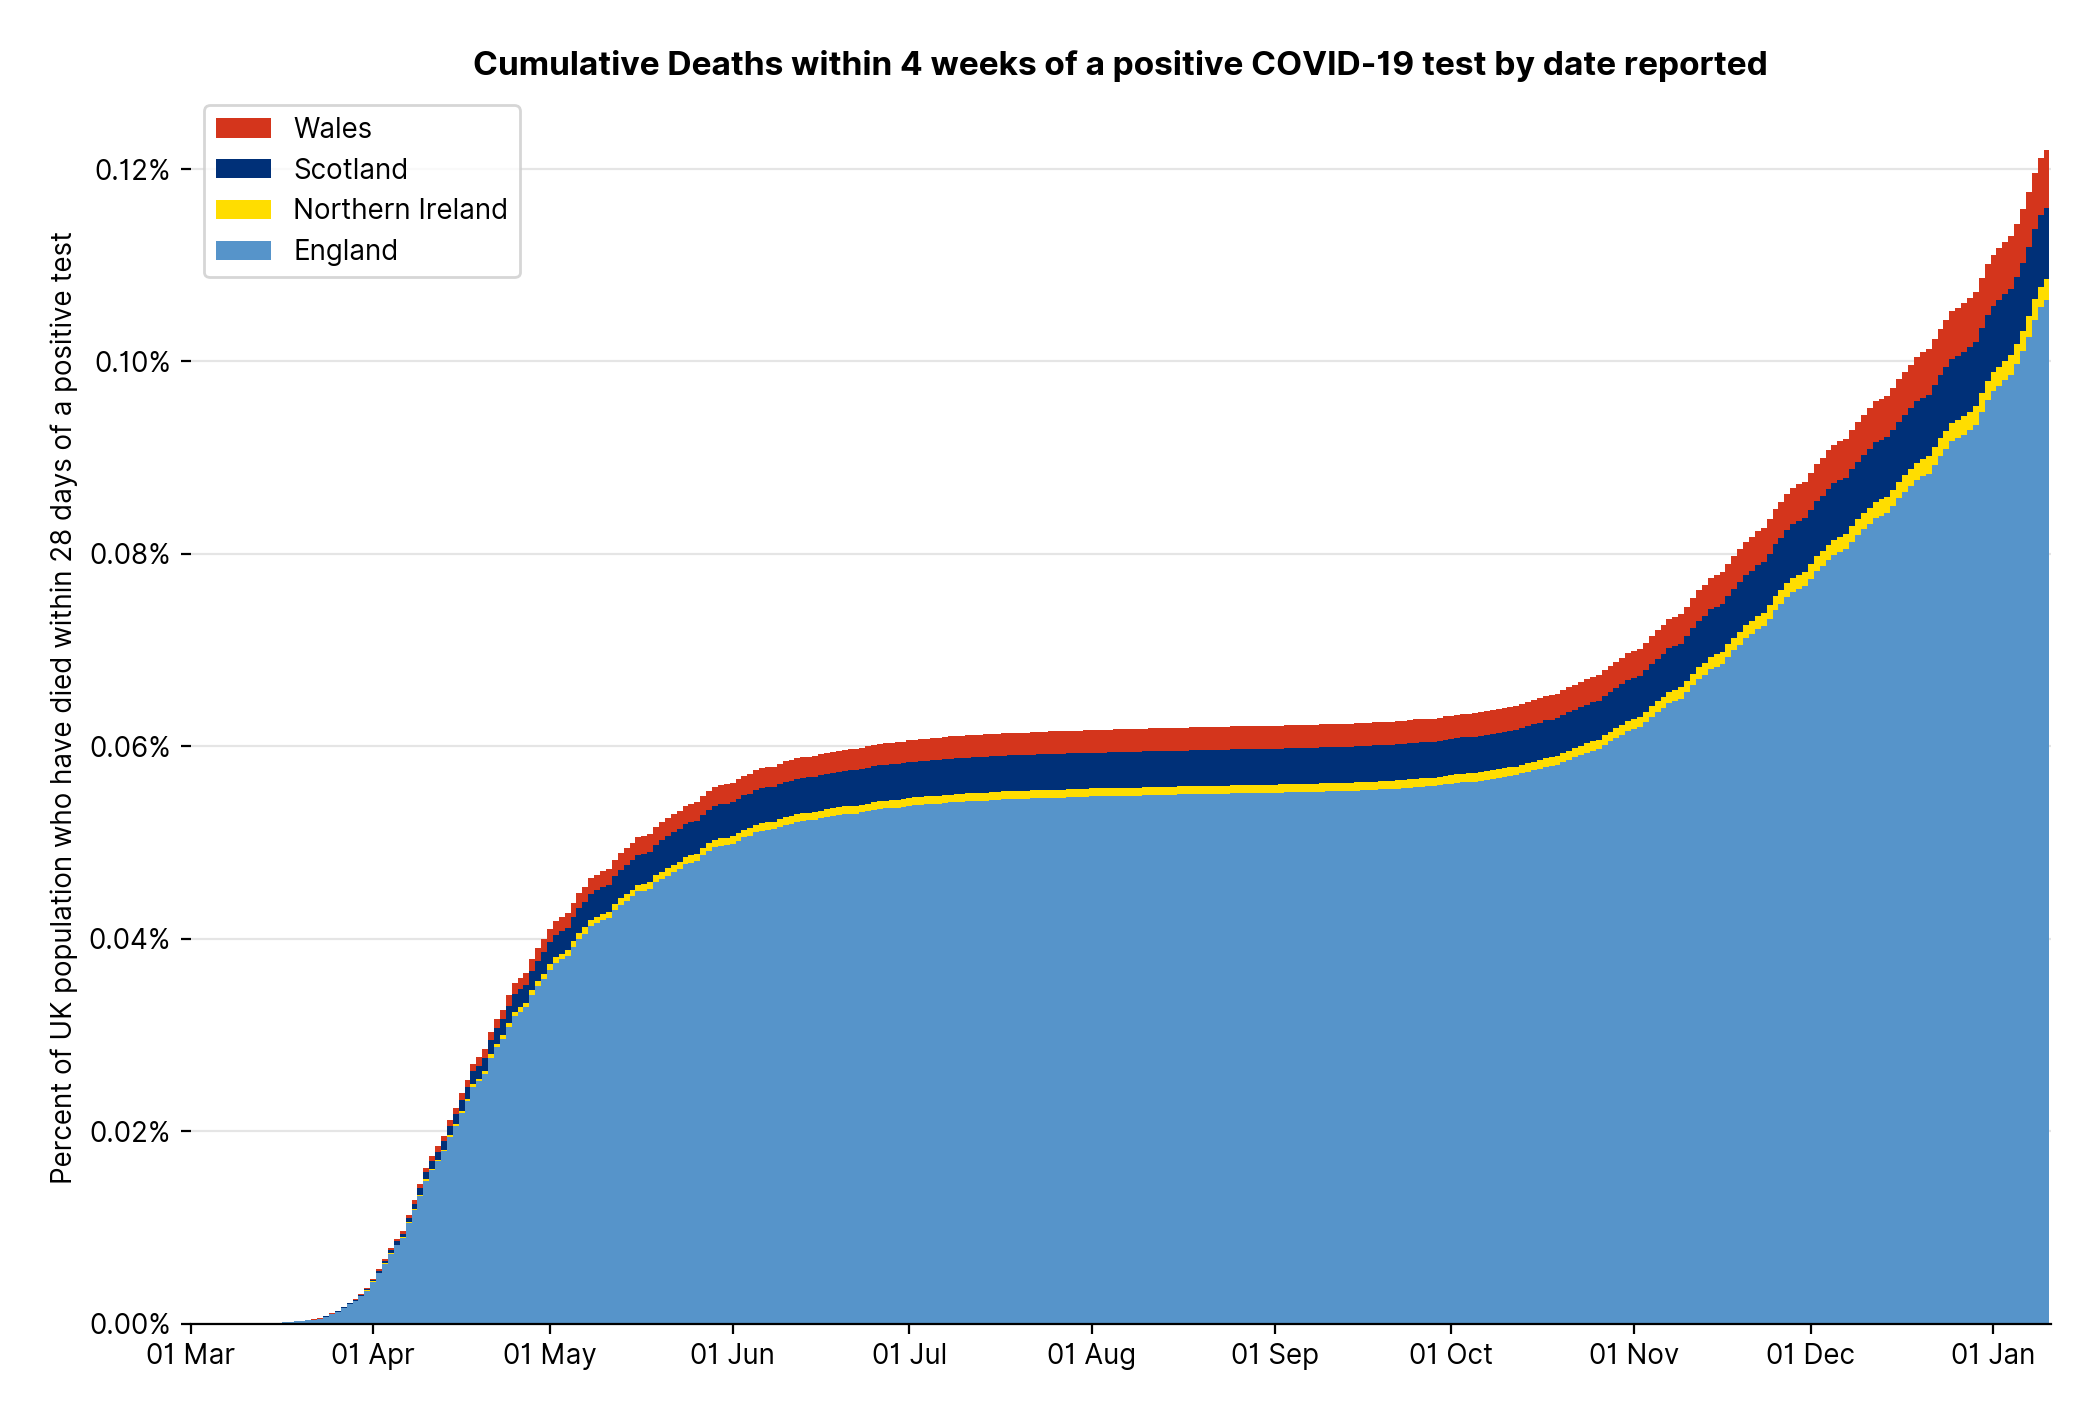 Cumulative Deaths within 4 weeks of a positive COVID-19 test by date reported
Wales
Scotland
Northern Ireland
England
Percent of UK population who have died within 28 days of a positive test
0.12%
0.10%
0.08%
0.06%
0.04%
0.02%
0.00%
01 Mar
01 Apr
01 May
01 Jun
01 Jul
01 Aug
01 Sep
01 Oct
01 Nov
01 Dec
01 Jan